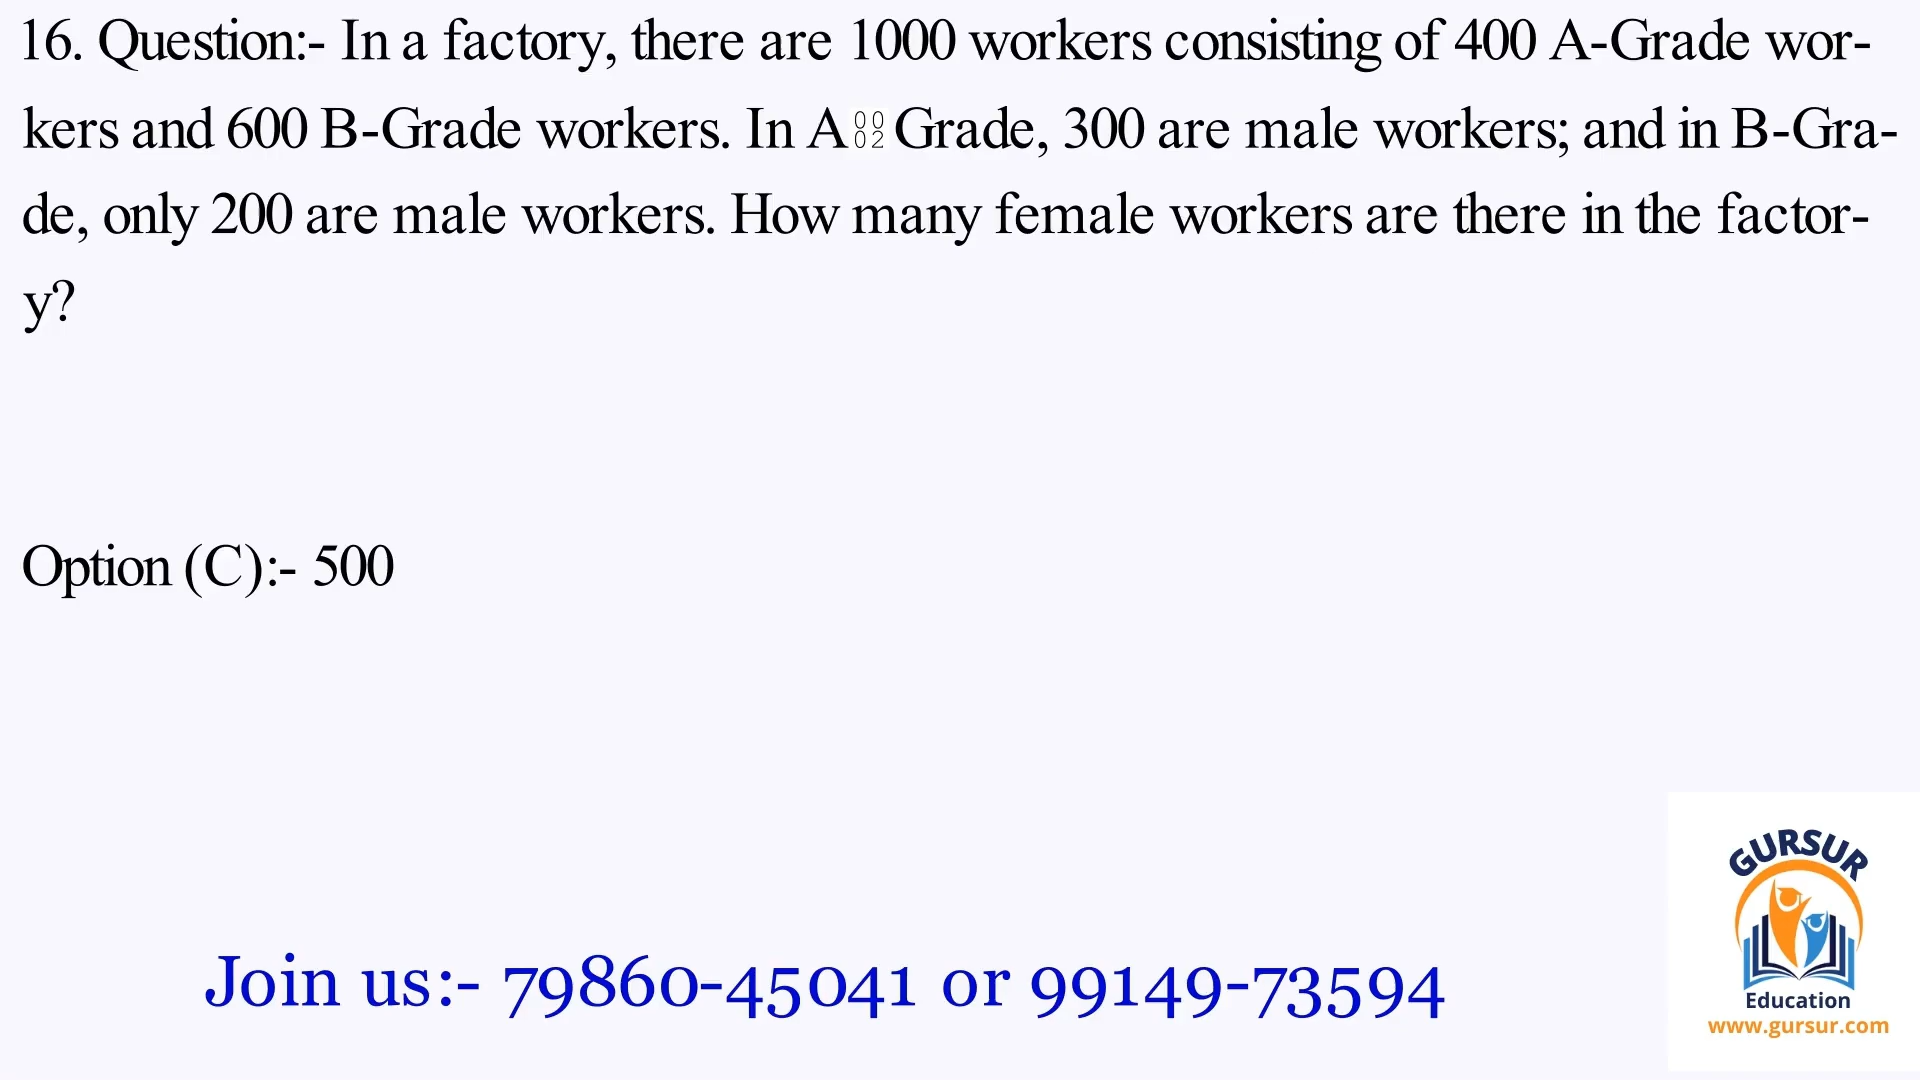 16. Question:- In a factory, there are 1000 workers consisting of 400 A-Grade wor-
kers and 600 B-Grade workers. In A Grade, 300 are male workers; and in B-Gra-
de, only 200 are male workers. How many female workers are there in the factor-
y?
Option (C):- 500
Join us:- 79860-45041 or 99149-73594
GURSUR
Education
www.gursur.com